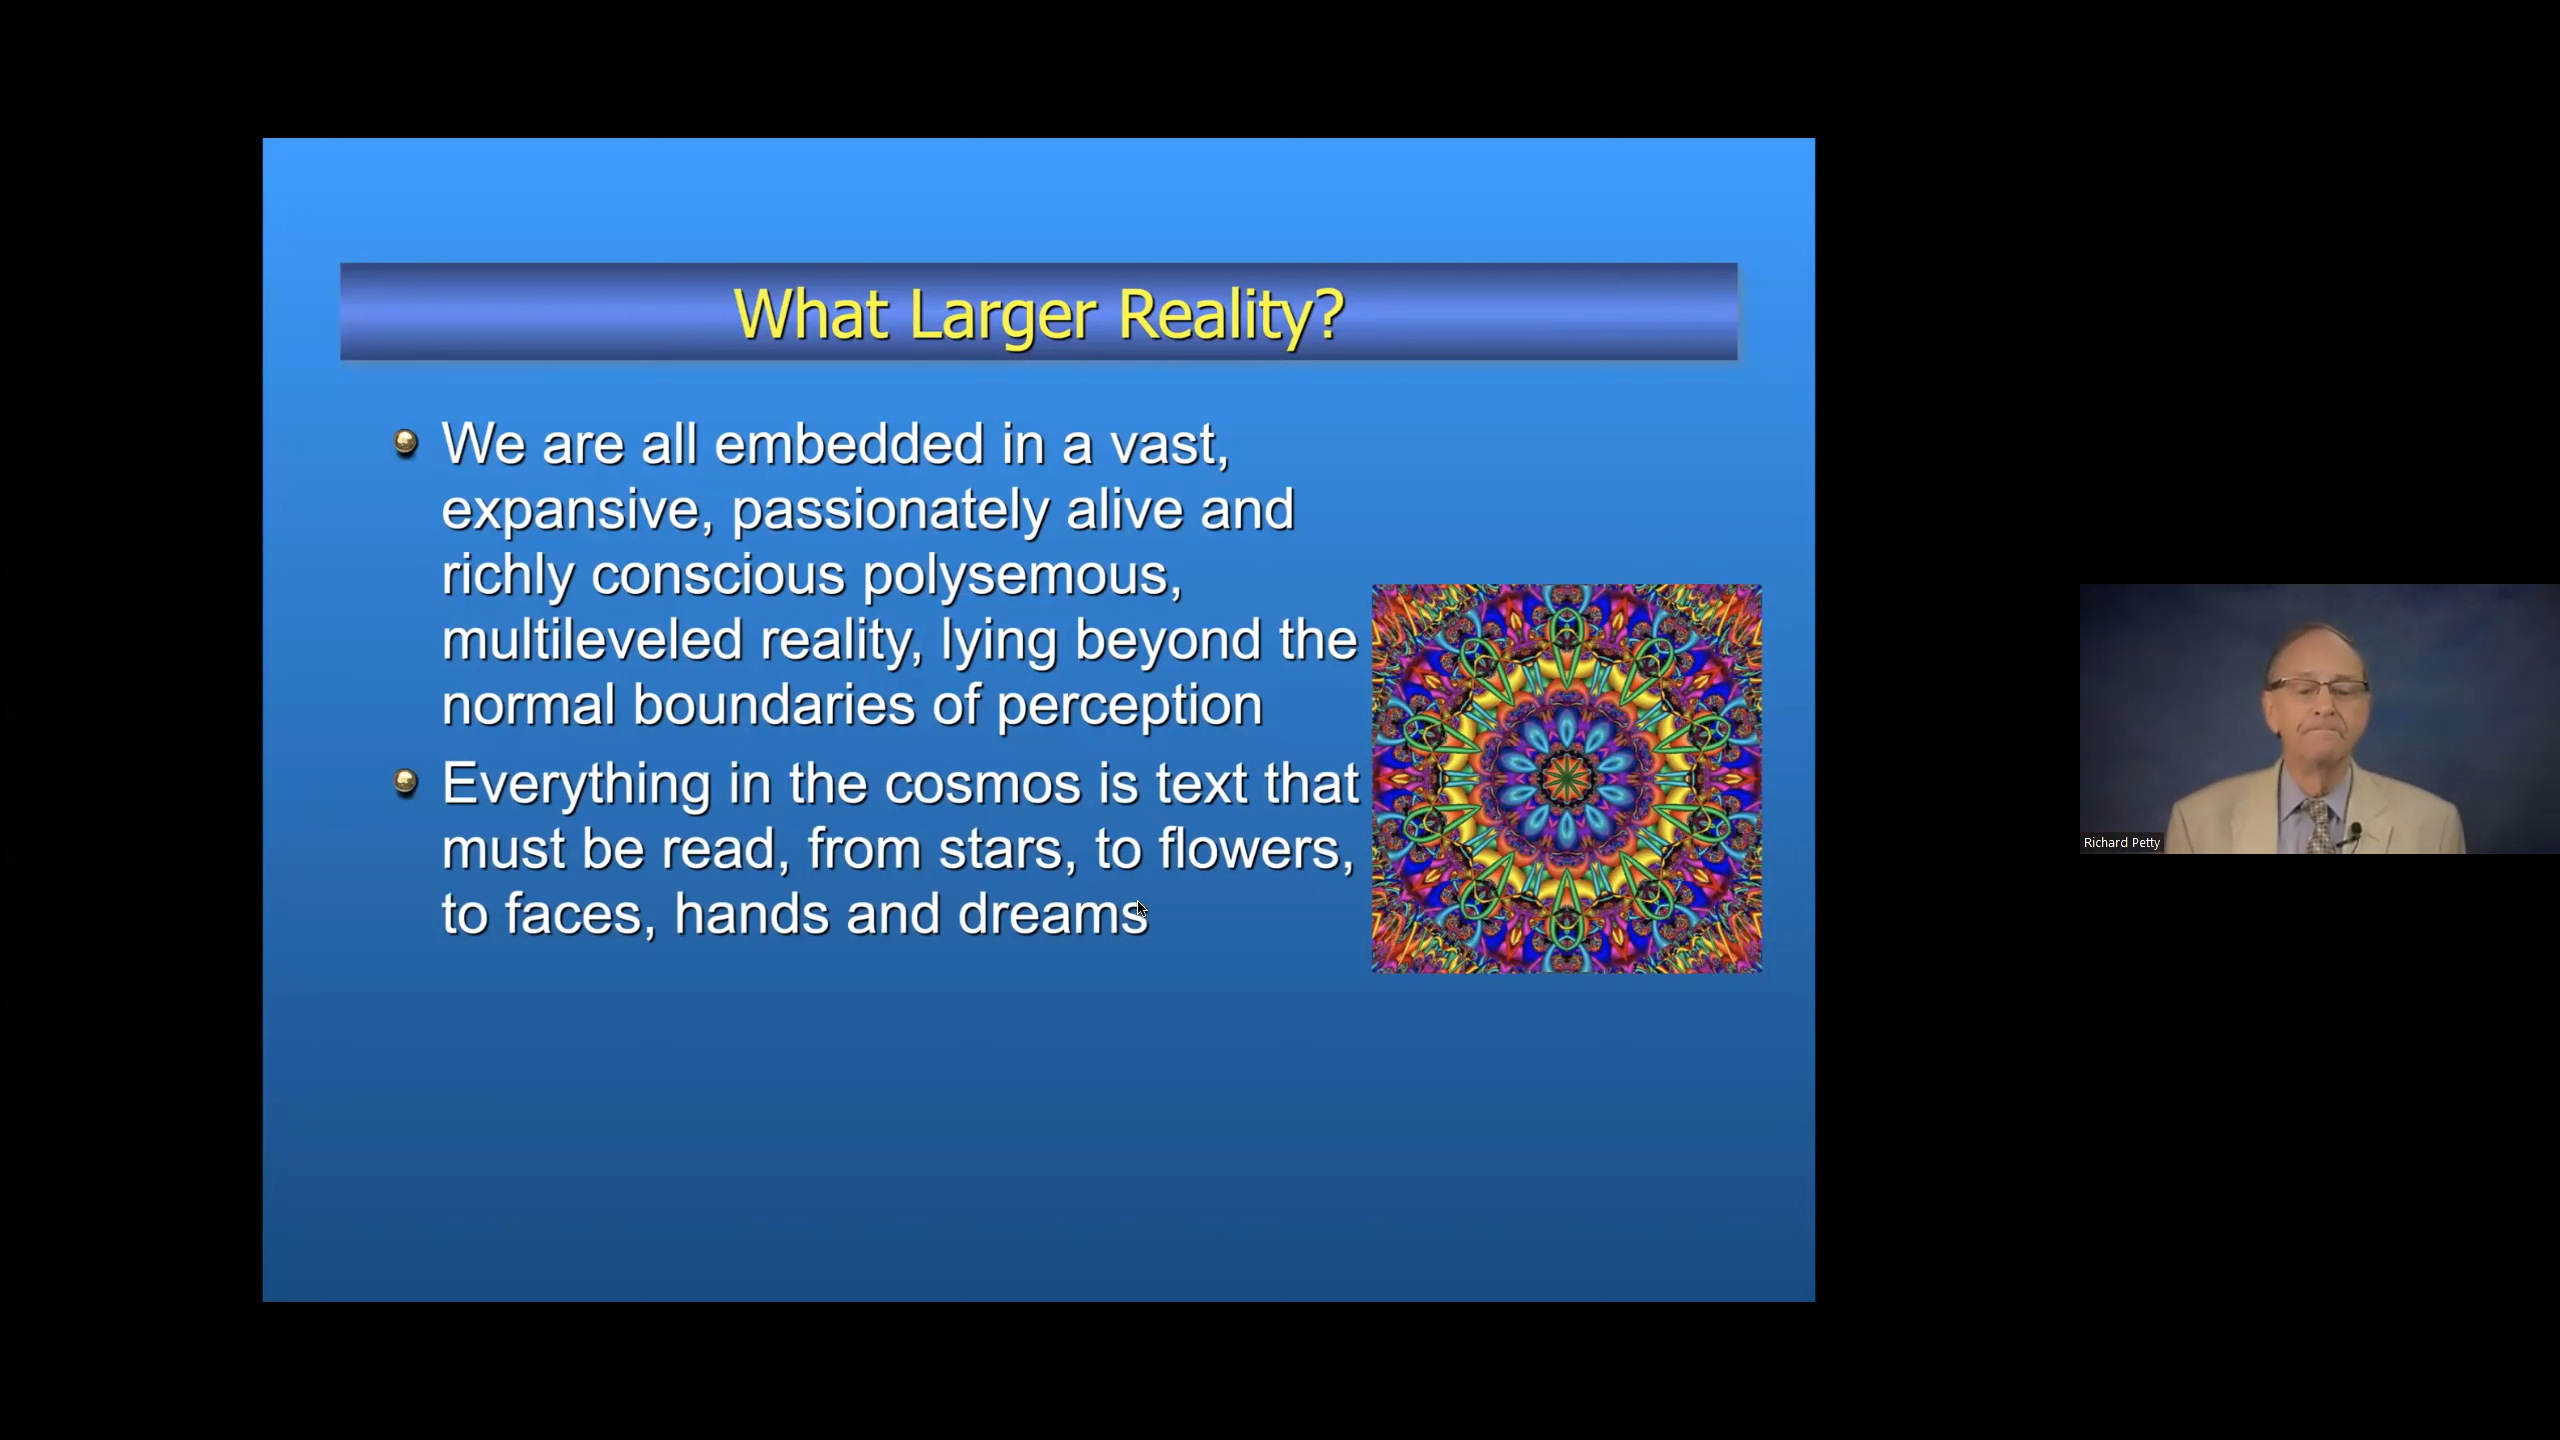 What Larger Reality?
We are all embedded in a vast,
expansive, passionately alive and
richly conscious polysemous,
multileveled reality, lying beyond the
normal boundaries of perception
Everything in the cosmos is text that
must be read, from stars, to flowers,
to faces, hands and dreams
Richard Petty